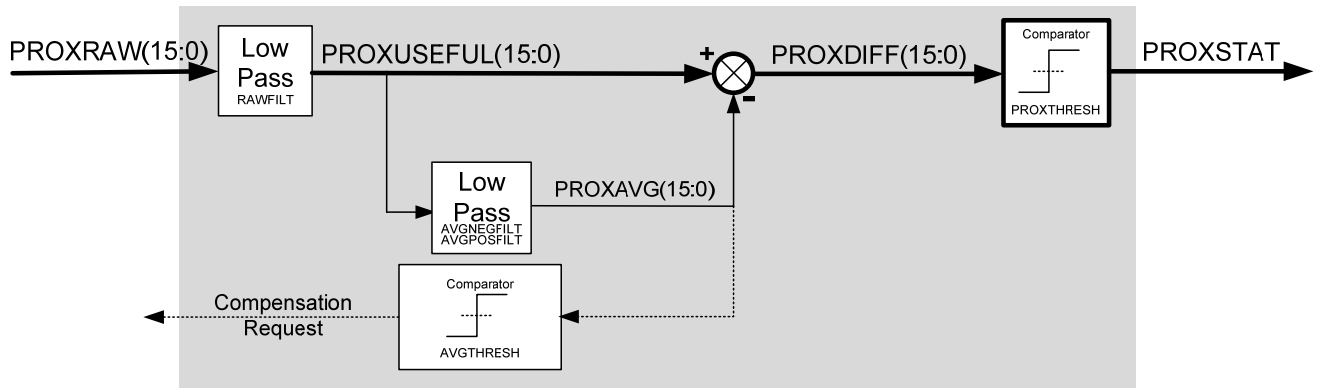 PROXRAW(15:0)
Low
Pass
RAWFILT
PROXUSEFUL(15:0)
+
-
PROXDIFF(15:0)
Comparator
PROXTHRESH
PROXSTAT
Low
Pass
AVGNEGFILT
AVGPOSFILT
PROXAVG(15:0)
Compensation
Request
Comparator
AVGTHRESH